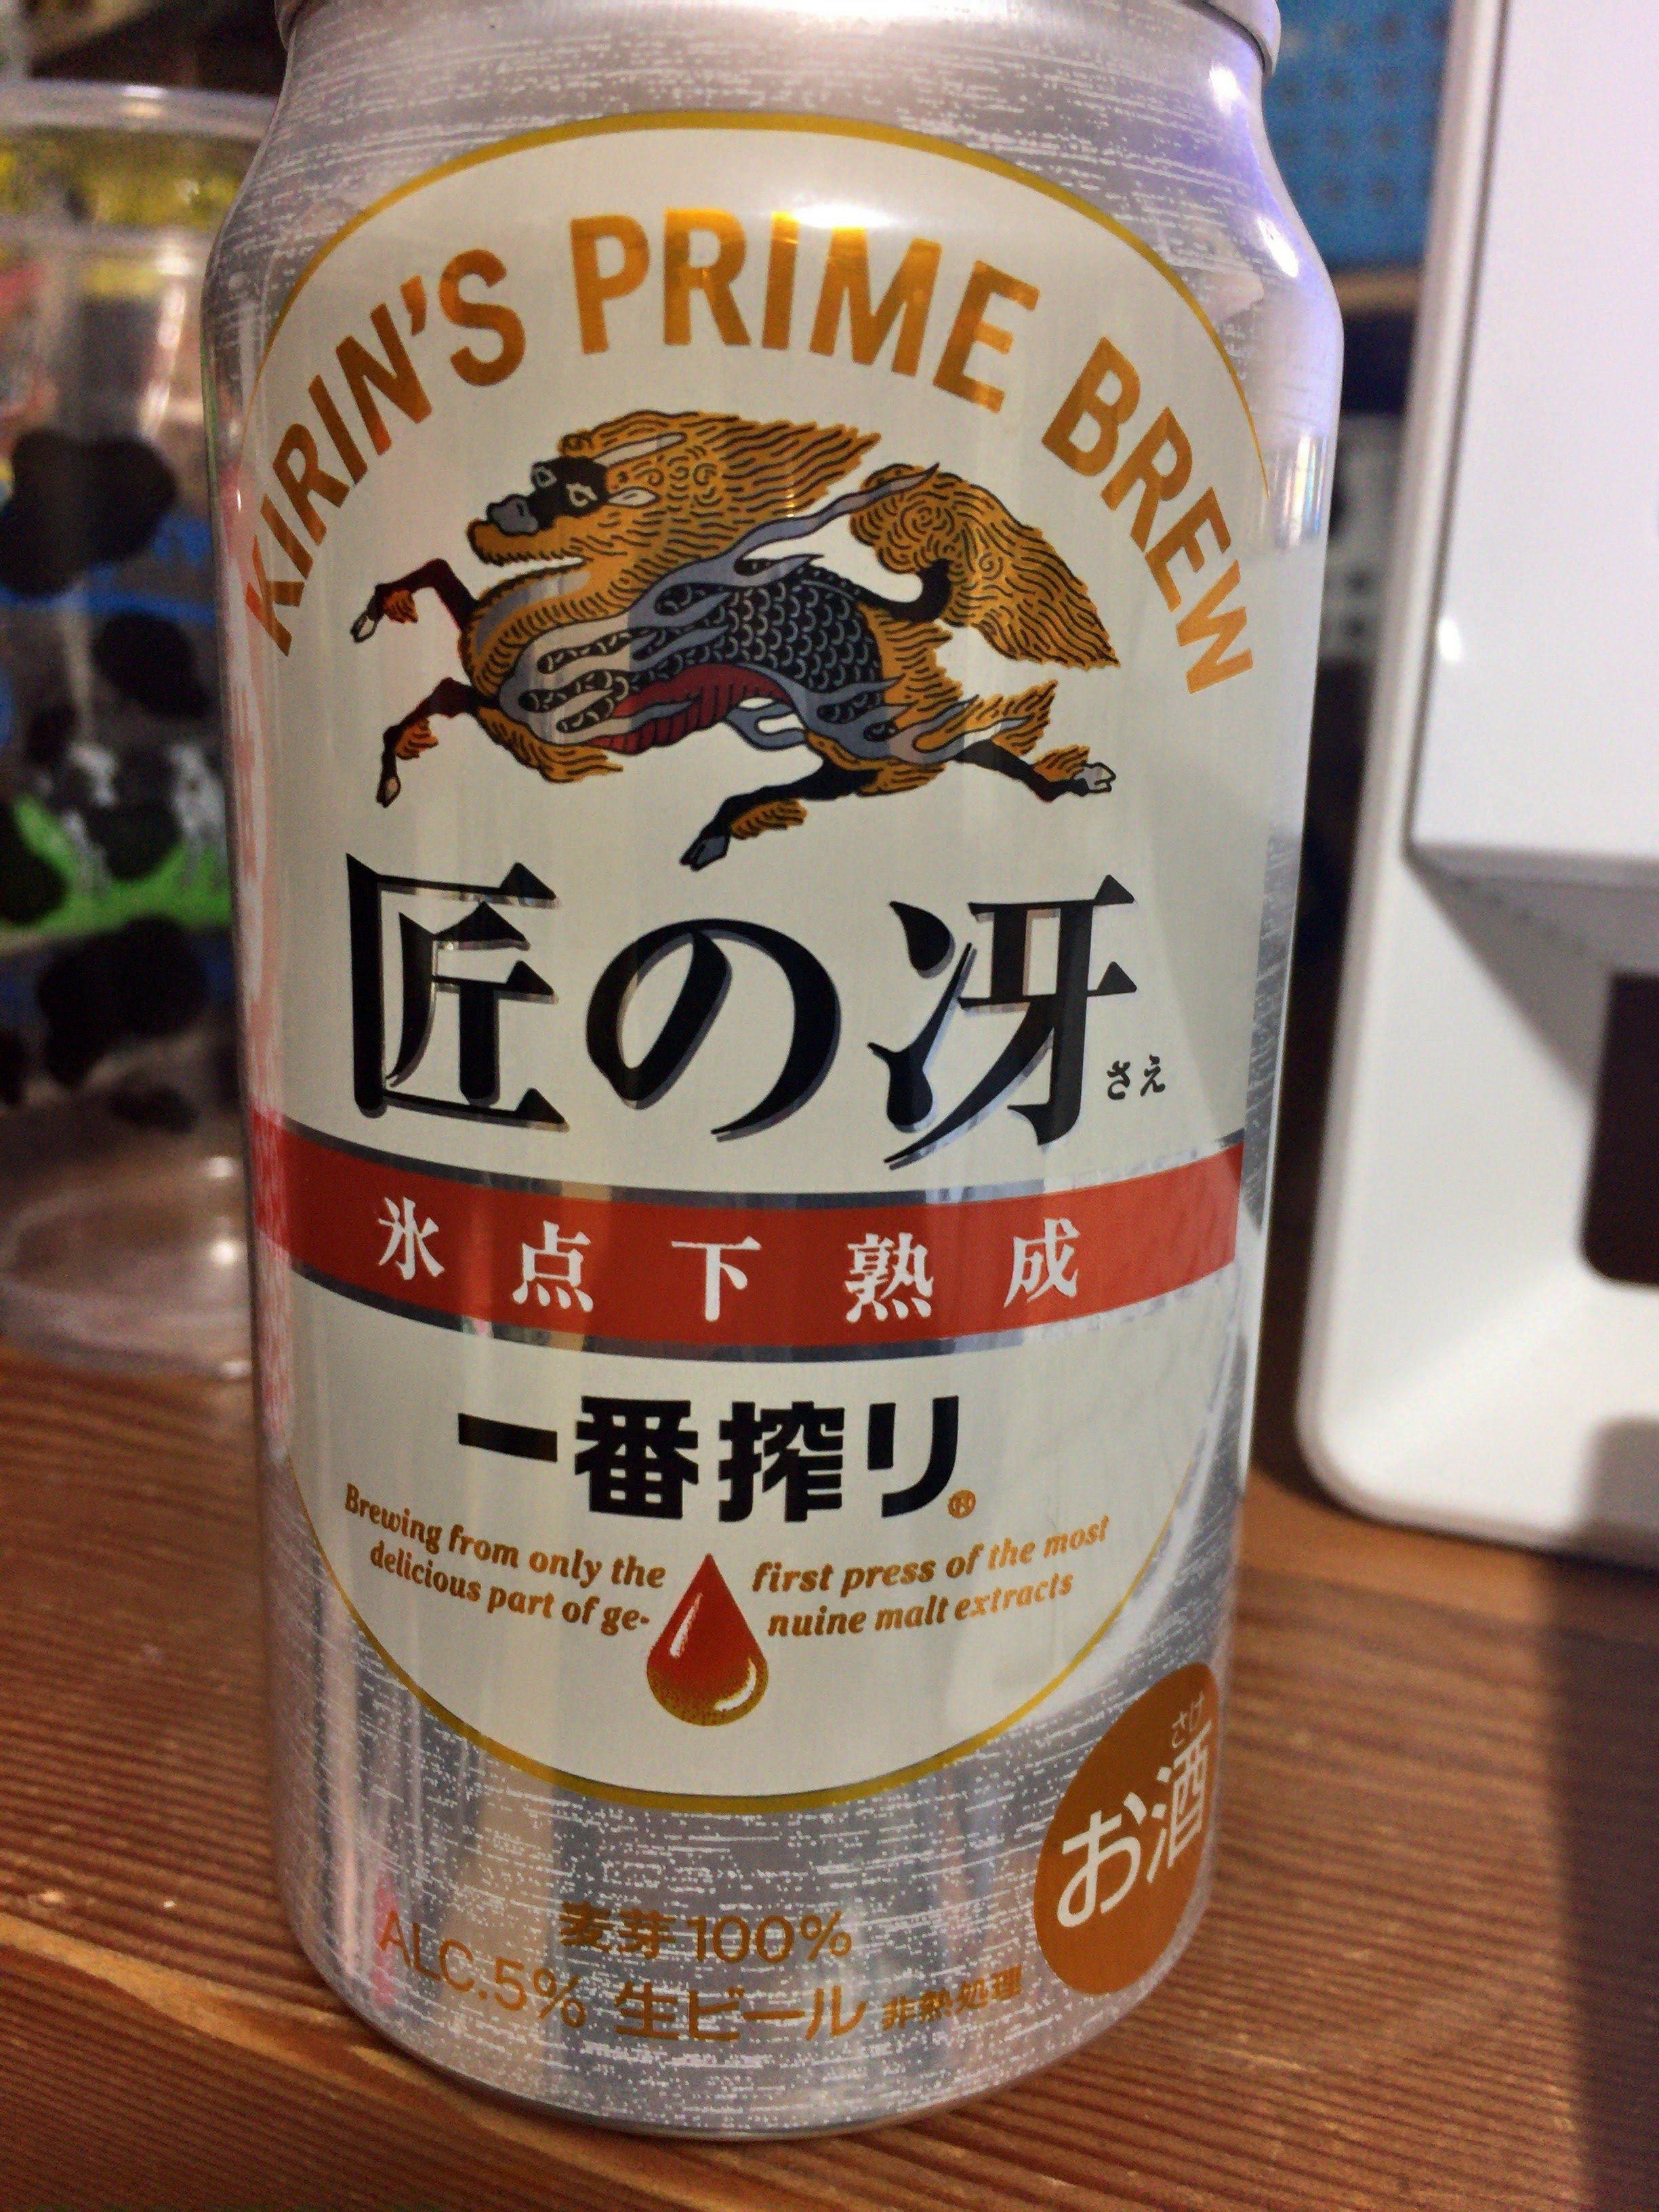 KIRIN'S PRIME BREW
匠の冴
さえ
氷点下熟成
一番搾り®
Brewing from only the first press of the most
delicious part of ge- nuine malt extracts
さけ
お酒
麦芽100%
ALC.5% 生ビール 非熱処理